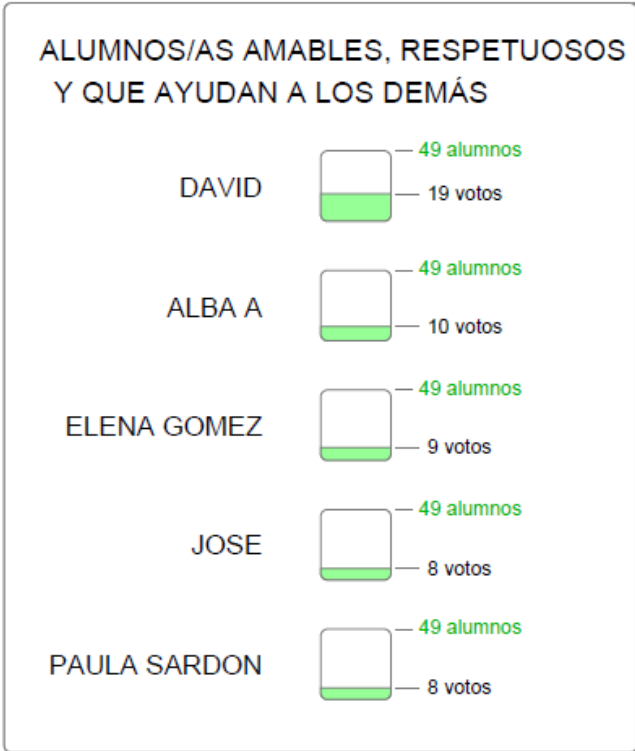 ALUMNOS/AS AMABLES, RESPETUOSOS
Y QUE AYUDAN A LOS DEMÁS
49 alumnos
DAVID
19 votos
49 alumnos
ALBA A
10 votos
49 alumnos
ELENA GOMEZ
9 votos
49 alumnos
JOSE
8 votos
49 alumnos
PAULA SARDON
8 votos